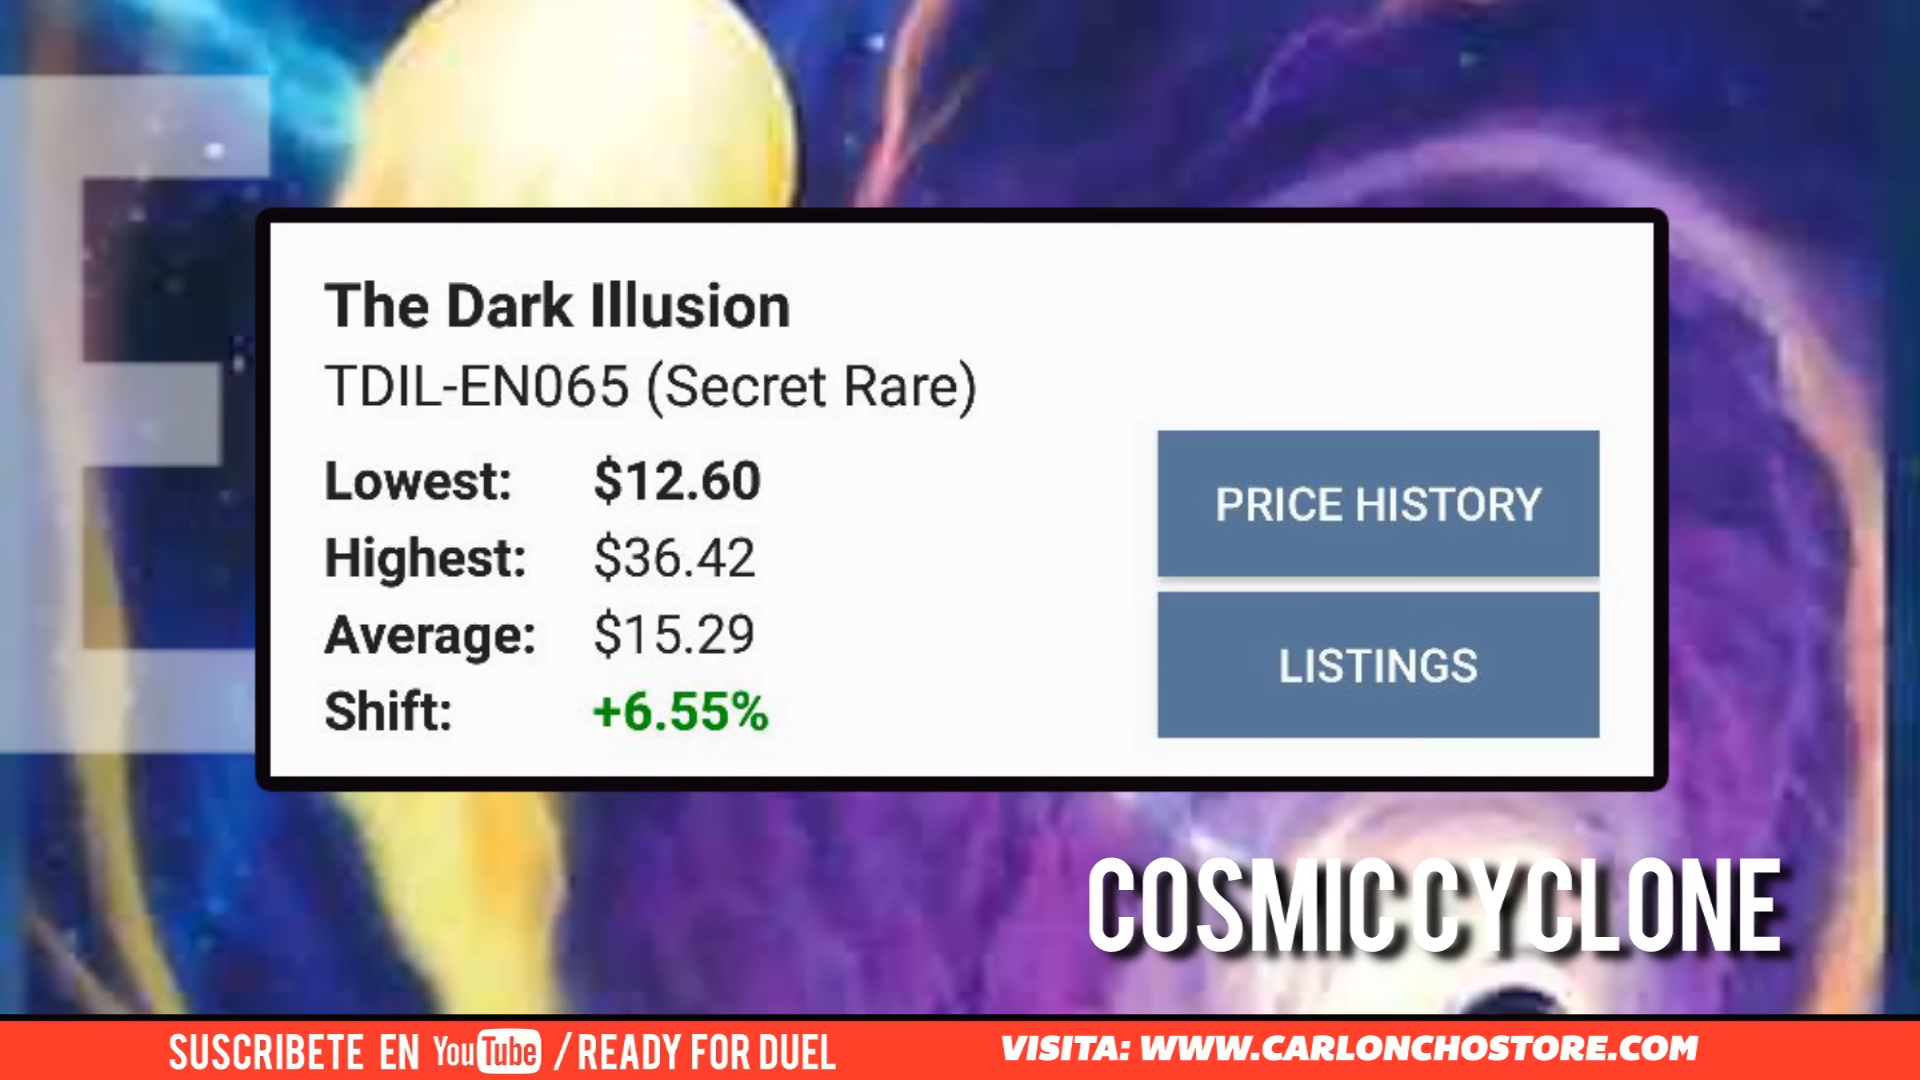 The Dark Illusion
TDIL-EN065 (Secret Rare)
Lowest: $12.60
Highest: $36.42
Average: $15.29
Shift: +6.55%
PRICE HISTORY
LISTINGS
COSMIC CYCLONE
SUSCRIBETE EN YouTube / READY FOR DUEL
VISITA: WWW.CARLONCHOSTORE.COM